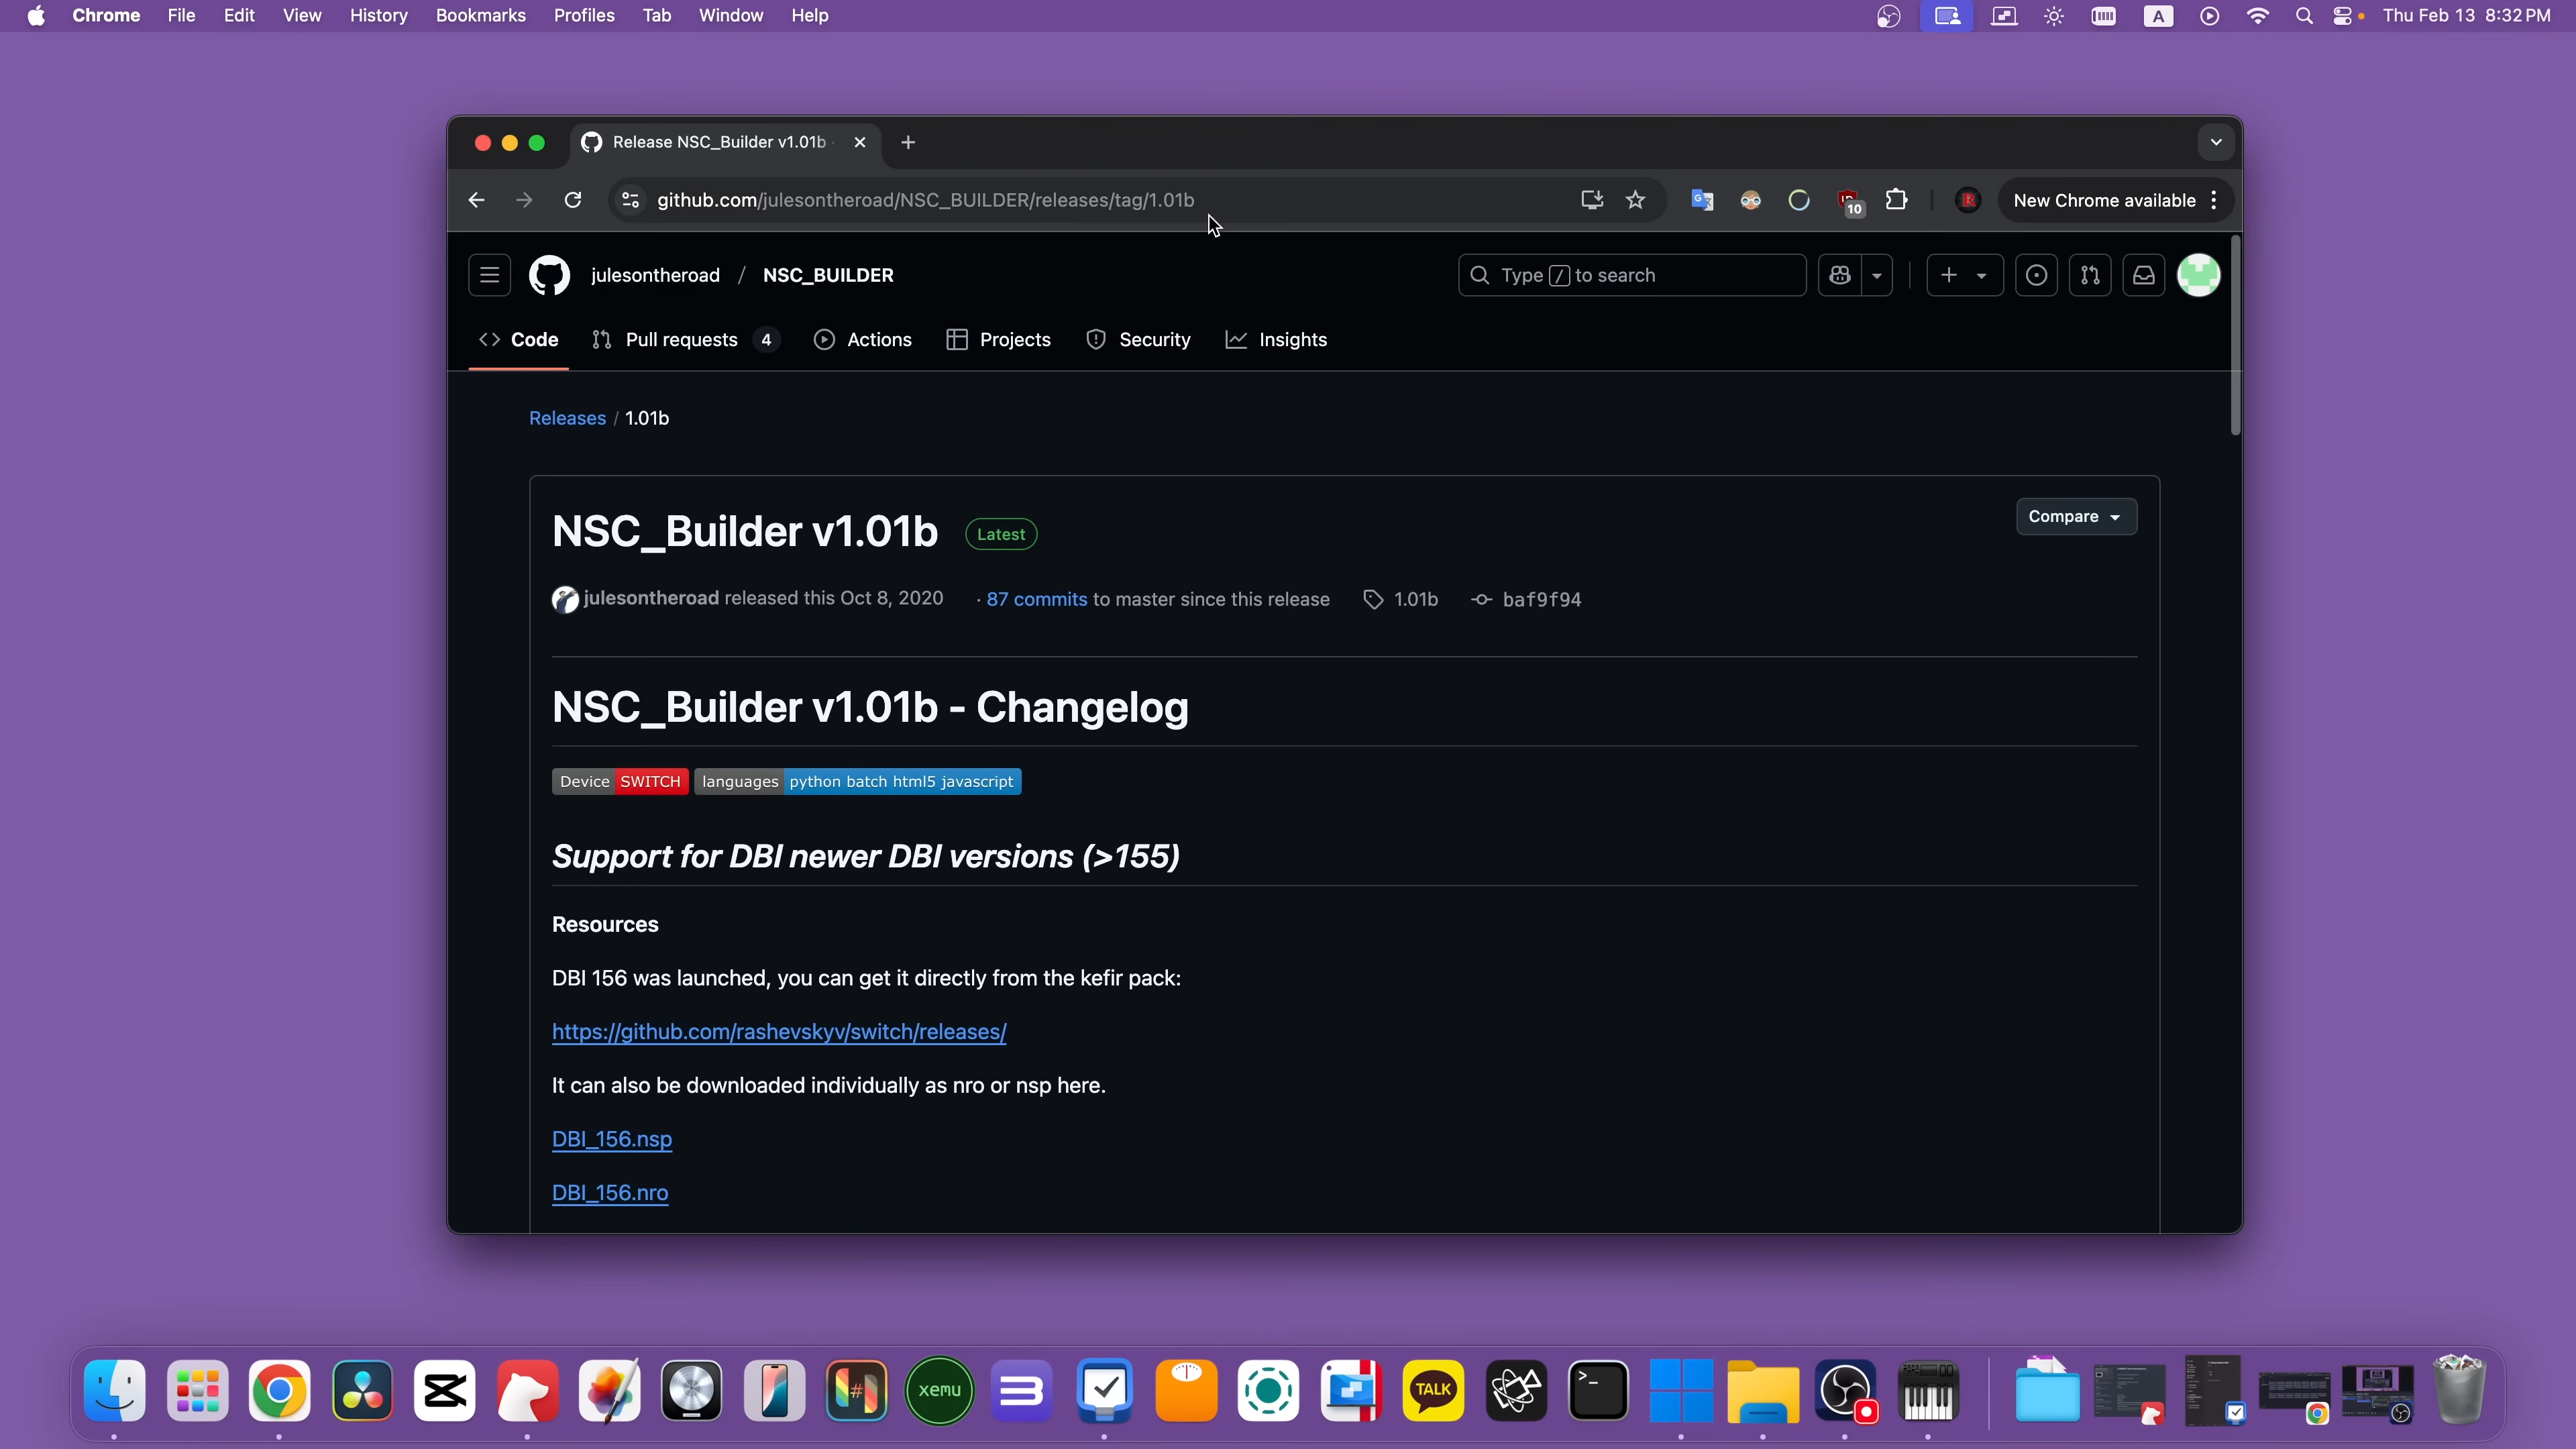 Chrome File Edit View History Bookmarks Profiles Tab Window Help A Thu Feb 13 8:32 PM
Release NSC_Builder v1.01b
github.com/julesontheroad/NSC_BUILDER/releases/tag/1.01b 10 New Chrome available
julesontheroad / NSC_BUILDER Type / to search
Code Pull requests 4 Actions Projects Security Insights
Releases / 1.01b
NSC_Builder v1.01b Latest Compare
julesontheroad released this Oct 8, 2020 · 87 commits to master since this release 1.01b baf9f94
NSC_Builder v1.01b - Changelog
Device SWITCH languages python batch html5 javascript
Support for DBI newer DBI versions (>155)
Resources
DBI 156 was launched, you can get it directly from the kefir pack:
https://github.com/rashevskyv/switch/releases/
It can also be downloaded individually as nro or nsp here.
DBI_156.nsp
DBI_156.nro
xemu TALK